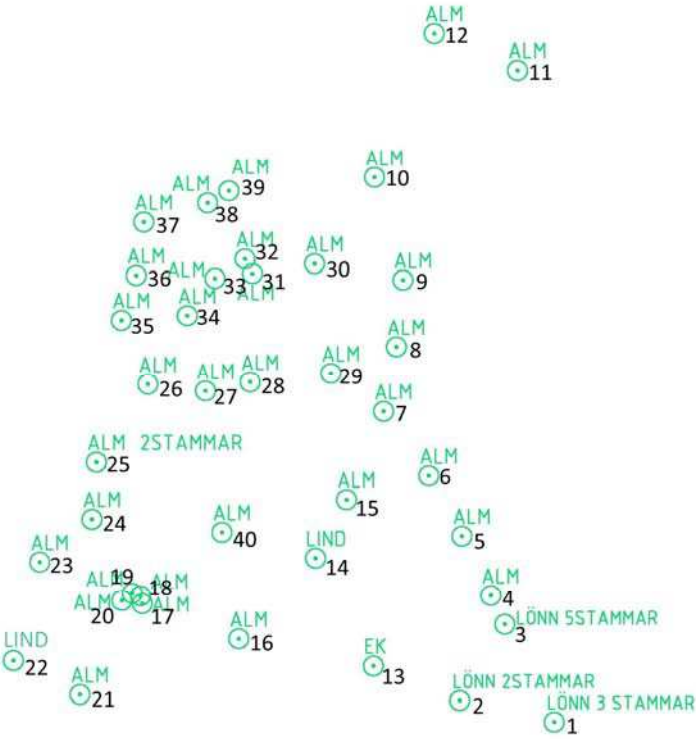 ALM
12
ALM
11
ALM
10
ALM
39
ALM
38
ALM
37
ALM
32
ALM
30
ALM
36
ALM
33
31
ALM
ALM
9
ALM
34
35
ALM
ALM
8
ALM
29
ALM
28
ALM
27
ALM
26
ALM
7
ALM 2STAMMAR
25
ALM
6
ALM
15
ALM
24
ALM
40
ALM
5
LIND
14
ALM
23
19
ALM
18
ALM
ALM
20
17
ALM
ALM
4
LÖNN 5STAMMAR
3
ALM
16
LIND
22
EK
13
ALM
21
LÖNN 2STAMMAR
2
LÖNN 3 STAMMAR
1